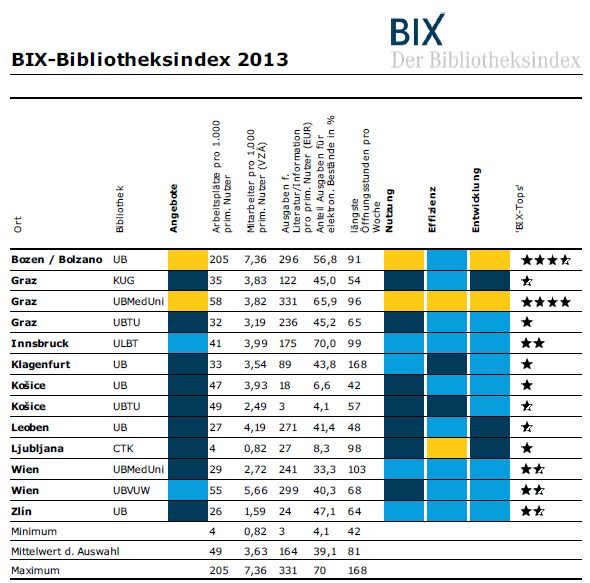 BIX
BIX-Bibliotheksindex 2013
Der Bibliotheksindex
Ort
Bibliothek
Angebote
Arbeitsplätze pro 1.000
prim. Nutzer
Mitarbeiter pro 1.000
prim. Nutzer (VZÄ)
Ausgaben f.
Literatur/Information
pro prim. Nutzer (EUR)
Anteil Ausgaben für
elektron. Bestände in %
längste
Öffnungsstunden pro
Woche
Nutzung
Effizienz
Entwicklung
'BIX-Tops'
Bozen / Bolzano UB 205 7,36 296 56,8 91
Graz KUG 35 3,83 122 45,0 54
Graz UBMedUni 58 3,82 331 65,9 96
Graz UBTU 32 3,19 236 45,2 65
Innsbruck ULBT 41 3,99 175 70,0 99
Klagenfurt UB 33 3,54 89 43,8 168
Košice UB 47 3,93 18 6,6 42
Košice UBTU 49 2,49 3 4,1 57
Leoben UB 27 4,19 271 41,4 48
Ljubljana CTK 4 0,82 27 8,3 98
Wien UBMedUni 29 2,72 241 33,3 103
Wien UBVUW 55 5,66 299 40,3 68
Zlín UB 26 1,59 24 47,1 64
Minimum 4 0,82 3 4,1 42
Mittelwert d. Auswahl 49 3,63 164 39,1 81
Maximum 205 7,36 331 70 168